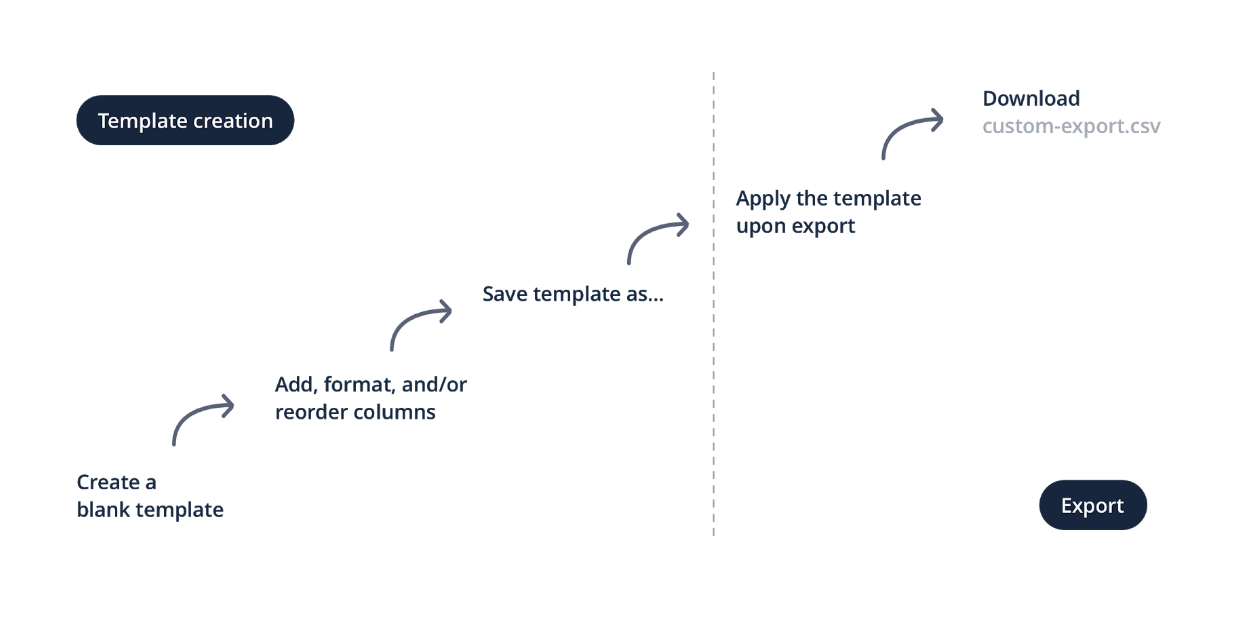 Template creation
Create a
blank template
Add, format, and/or
reorder columns
Save template as...
Apply the template
upon export
Download
custom-export.csv
Export